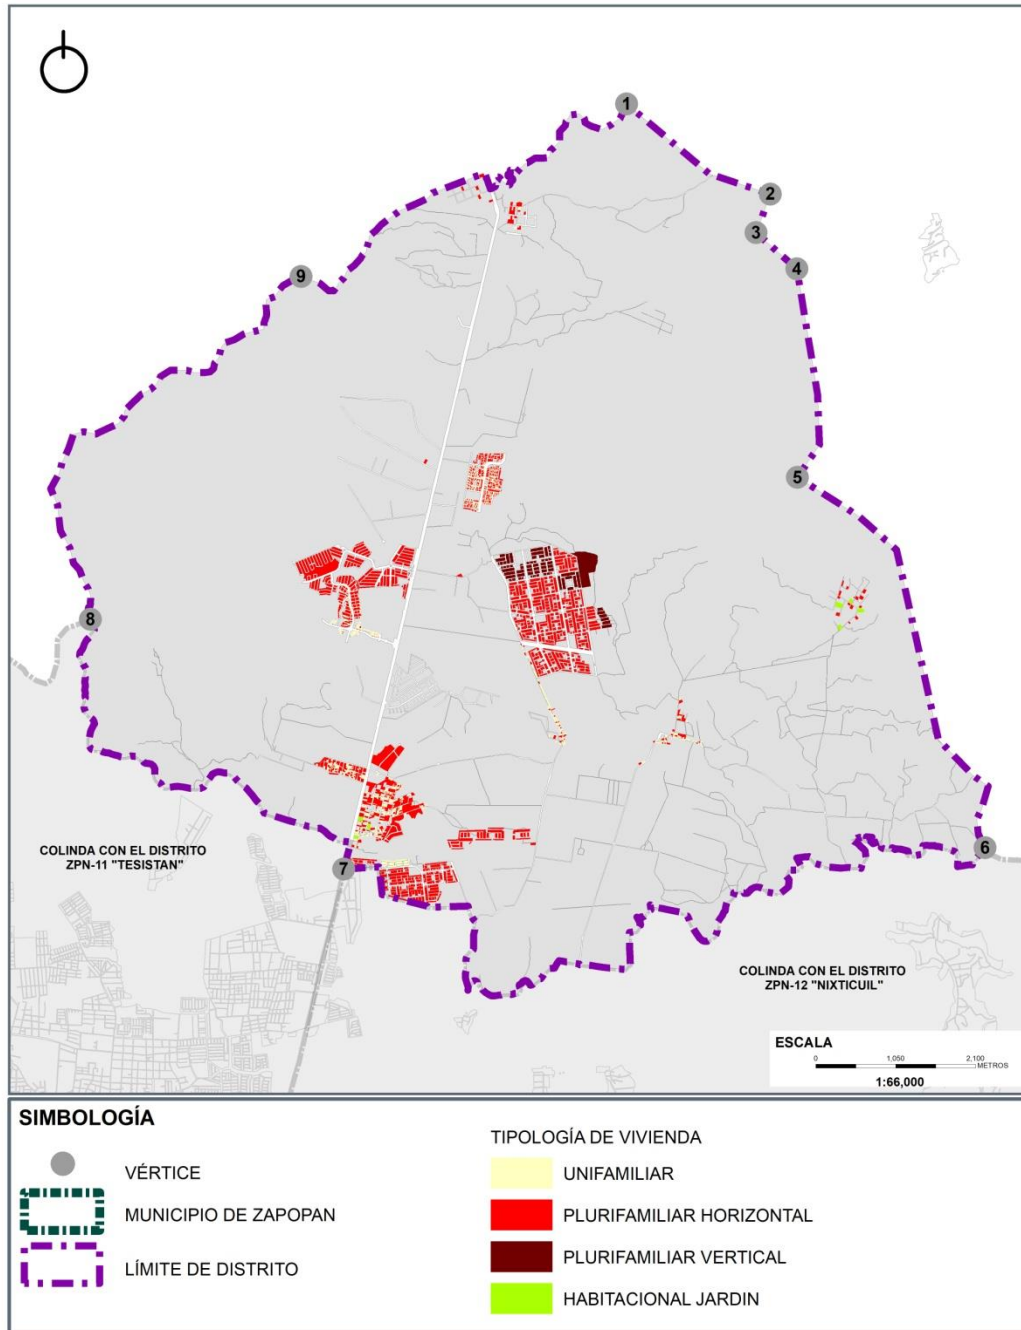 1
2
3
4
9
5
8
6
7
COLINDA CON EL DISTRITO
ZPN-11 "TESISTAN"
COLINDA CON EL DISTRITO
ZPN-12 "NIXTICUIL"
ESCALA
0 1,050 2,100
METROS
1:66,000
SIMBOLOGÍA
VÉRTICE
MUNICIPIO DE ZAPOPAN
LÍMITE DE DISTRITO
TIPOLOGÍA DE VIVIENDA
UNIFAMILIAR
PLURIFAMILIAR HORIZONTAL
PLURIFAMILIAR VERTICAL
HABITACIONAL JARDIN